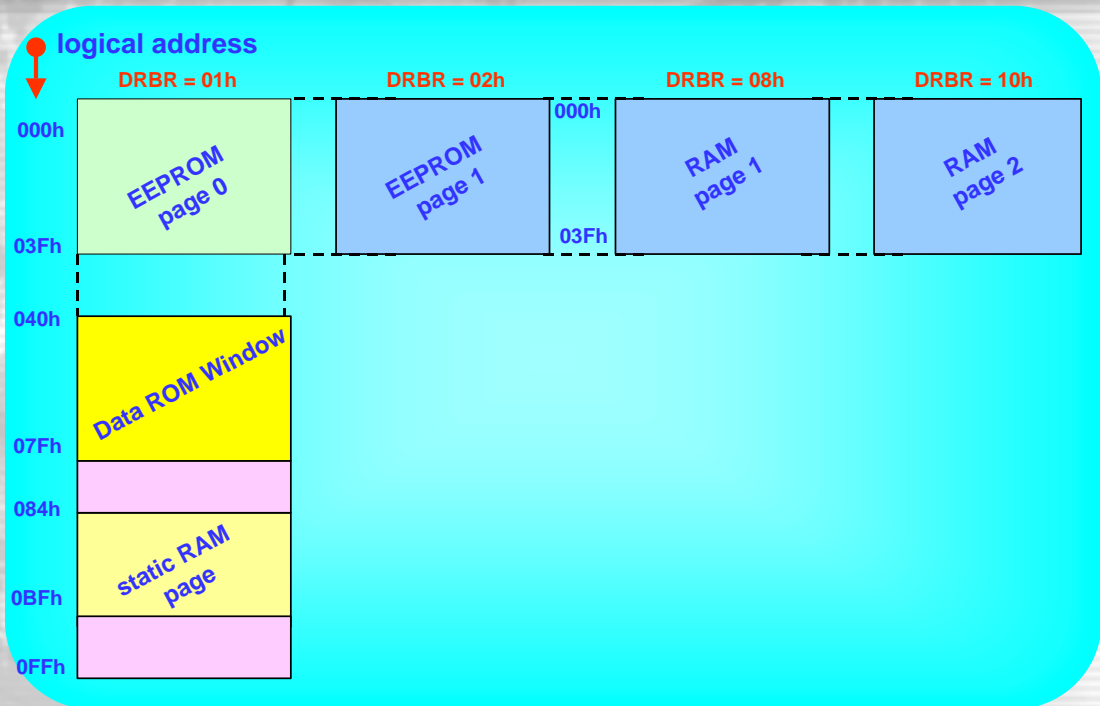 logical address
DRBR = 01h
DRBR = 02h
DRBR = 08h
DRBR = 10h
000h
EEPROM
page 0
03Fh
EEPROM
page 1
000h
03Fh
RAM
page 1
RAM
page 2
040h
Data ROM Window
07Fh
084h
static RAM
page
0BFh
0FFh